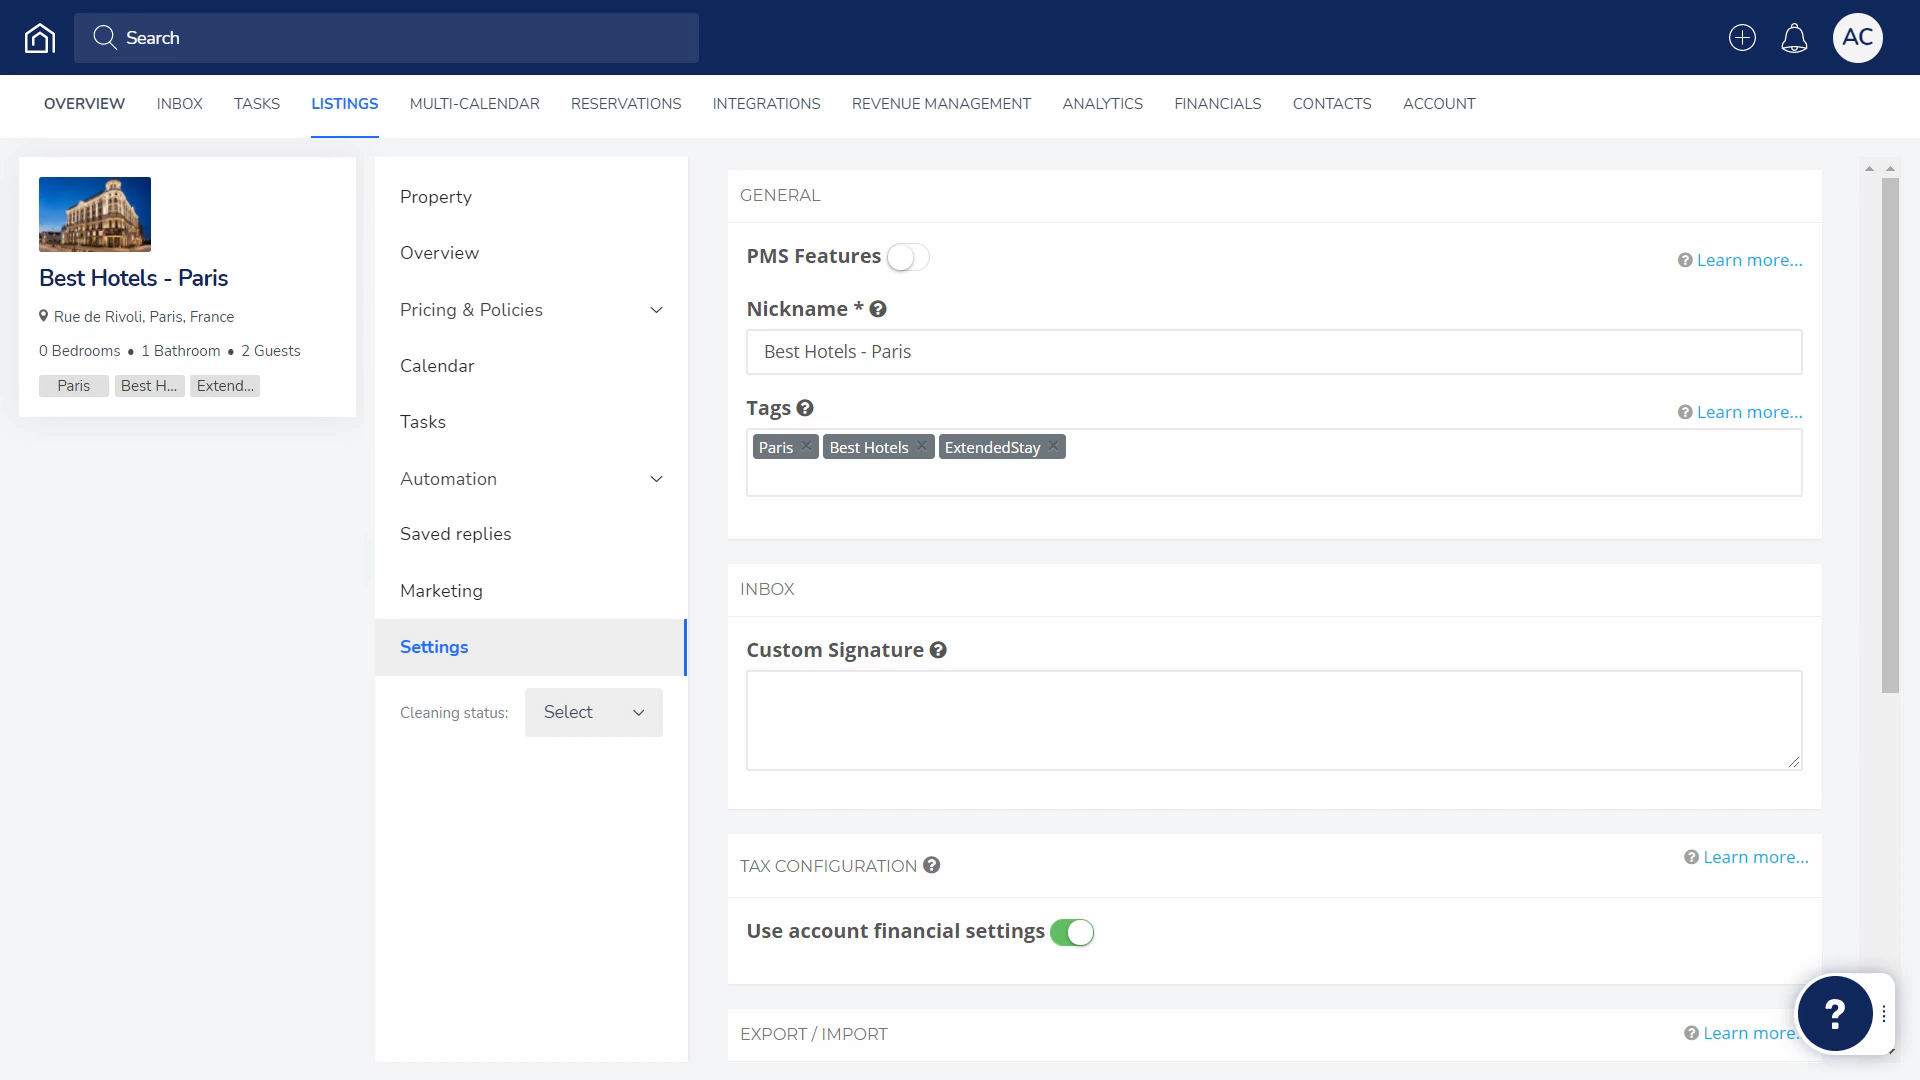 Search
AC
OVERVIEW INBOX TASKS LISTINGS MULTI-CALENDAR RESERVATIONS INTEGRATIONS REVENUE MANAGEMENT ANALYTICS FINANCIALS CONTACTS ACCOUNT
Best Hotels - Paris
Rue de Rivoli, Paris, France
0 Bedrooms • 1 Bathroom • 2 Guests
Paris Best H... Extend...
Property
Overview
Pricing & Policies
Calendar
Tasks
Automation
Saved replies
Marketing
Settings
Cleaning status: Select
GENERAL
PMS Features
Learn more...
Nickname *
Best Hotels - Paris
Tags
Learn more...
Paris × Best Hotels × ExtendedStay ×
INBOX
Custom Signature
TAX CONFIGURATION
Learn more...
Use account financial settings
EXPORT / IMPORT
Learn more.
?